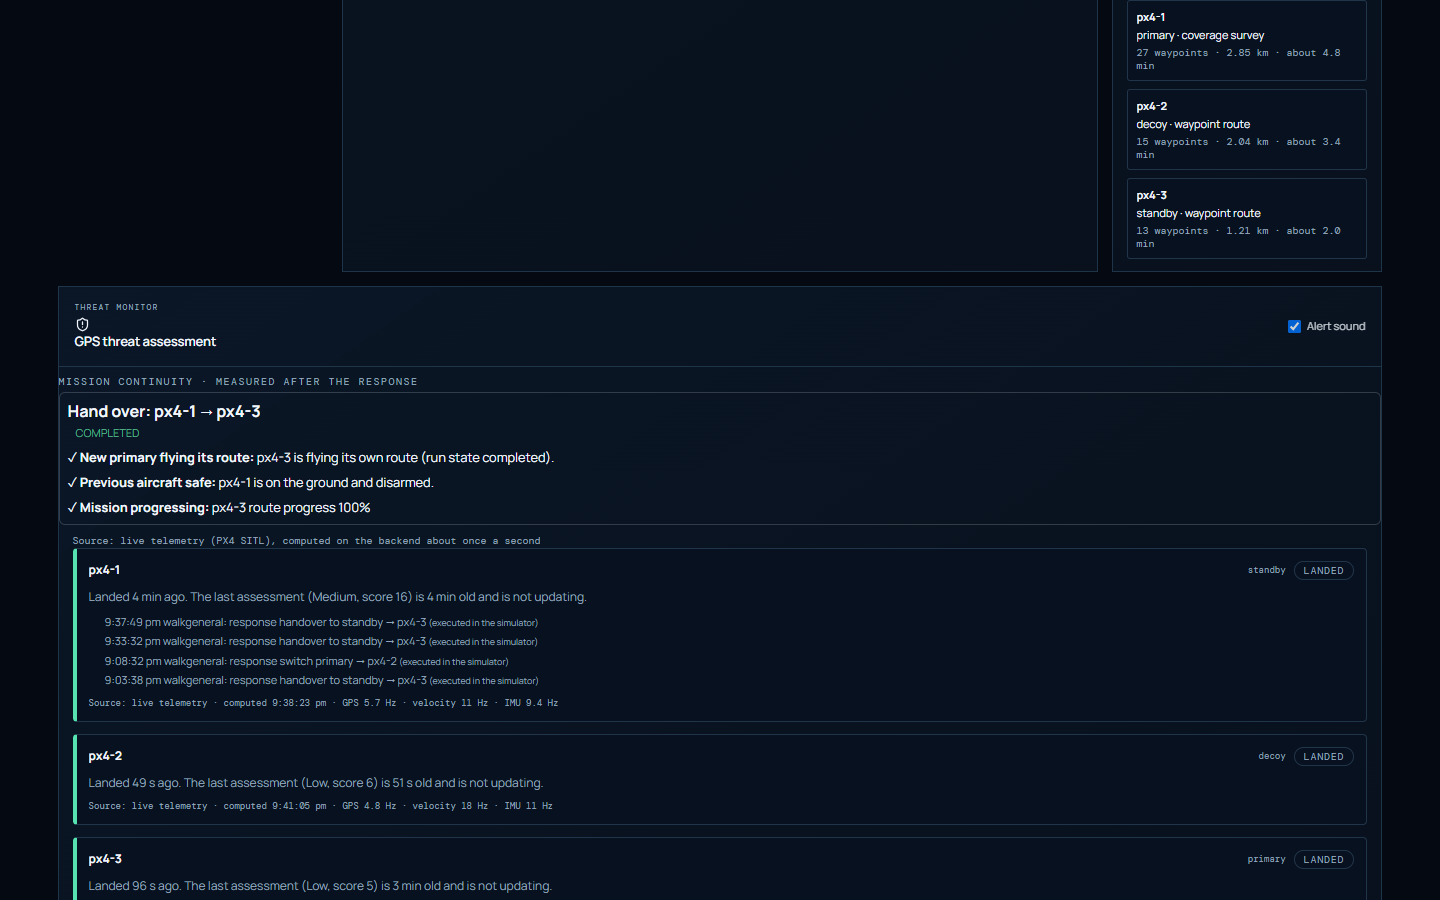 px4-1
primary · coverage survey
27 waypoints · 2.85 km · about 4.8
min
px4-2
decoy · waypoint route
15 waypoints · 2.04 km · about 3.4
min
px4-3
standby · waypoint route
13 waypoints · 1.21 km · about 2.0
min
THREAT MONITOR
GPS threat assessment
Alert sound
MISSION CONTINUITY · MEASURED AFTER THE RESPONSE
Hand over: px4-1 → px4-3
COMPLETED
✓ New primary flying its route: px4-3 is flying its own route (run state completed).
✓ Previous aircraft safe: px4-1 is on the ground and disarmed.
✓ Mission progressing: px4-3 route progress 100%
Source: live telemetry (PX4 SITL), computed on the backend about once a second
px4-1
standby LANDED
Landed 4 min ago. The last assessment (Medium, score 16) is 4 min old and is not updating.
9:37:49 pm walkgeneral: response handover to standby → px4-3 (executed in the simulator)
9:33:32 pm walkgeneral: response handover to standby → px4-3 (executed in the simulator)
9:08:32 pm walkgeneral: response switch primary → px4-2 (executed in the simulator)
9:03:38 pm walkgeneral: response handover to standby → px4-3 (executed in the simulator)
Source: live telemetry · computed 9:38:23 pm · GPS 5.7 Hz · velocity 11 Hz · IMU 9.4 Hz
px4-2
decoy LANDED
Landed 49 s ago. The last assessment (Low, score 6) is 51 s old and is not updating.
Source: live telemetry · computed 9:41:05 pm · GPS 4.8 Hz · velocity 18 Hz · IMU 11 Hz
px4-3
primary LANDED
Landed 96 s ago. The last assessment (Low, score 5) is 3 min old and is not updating.